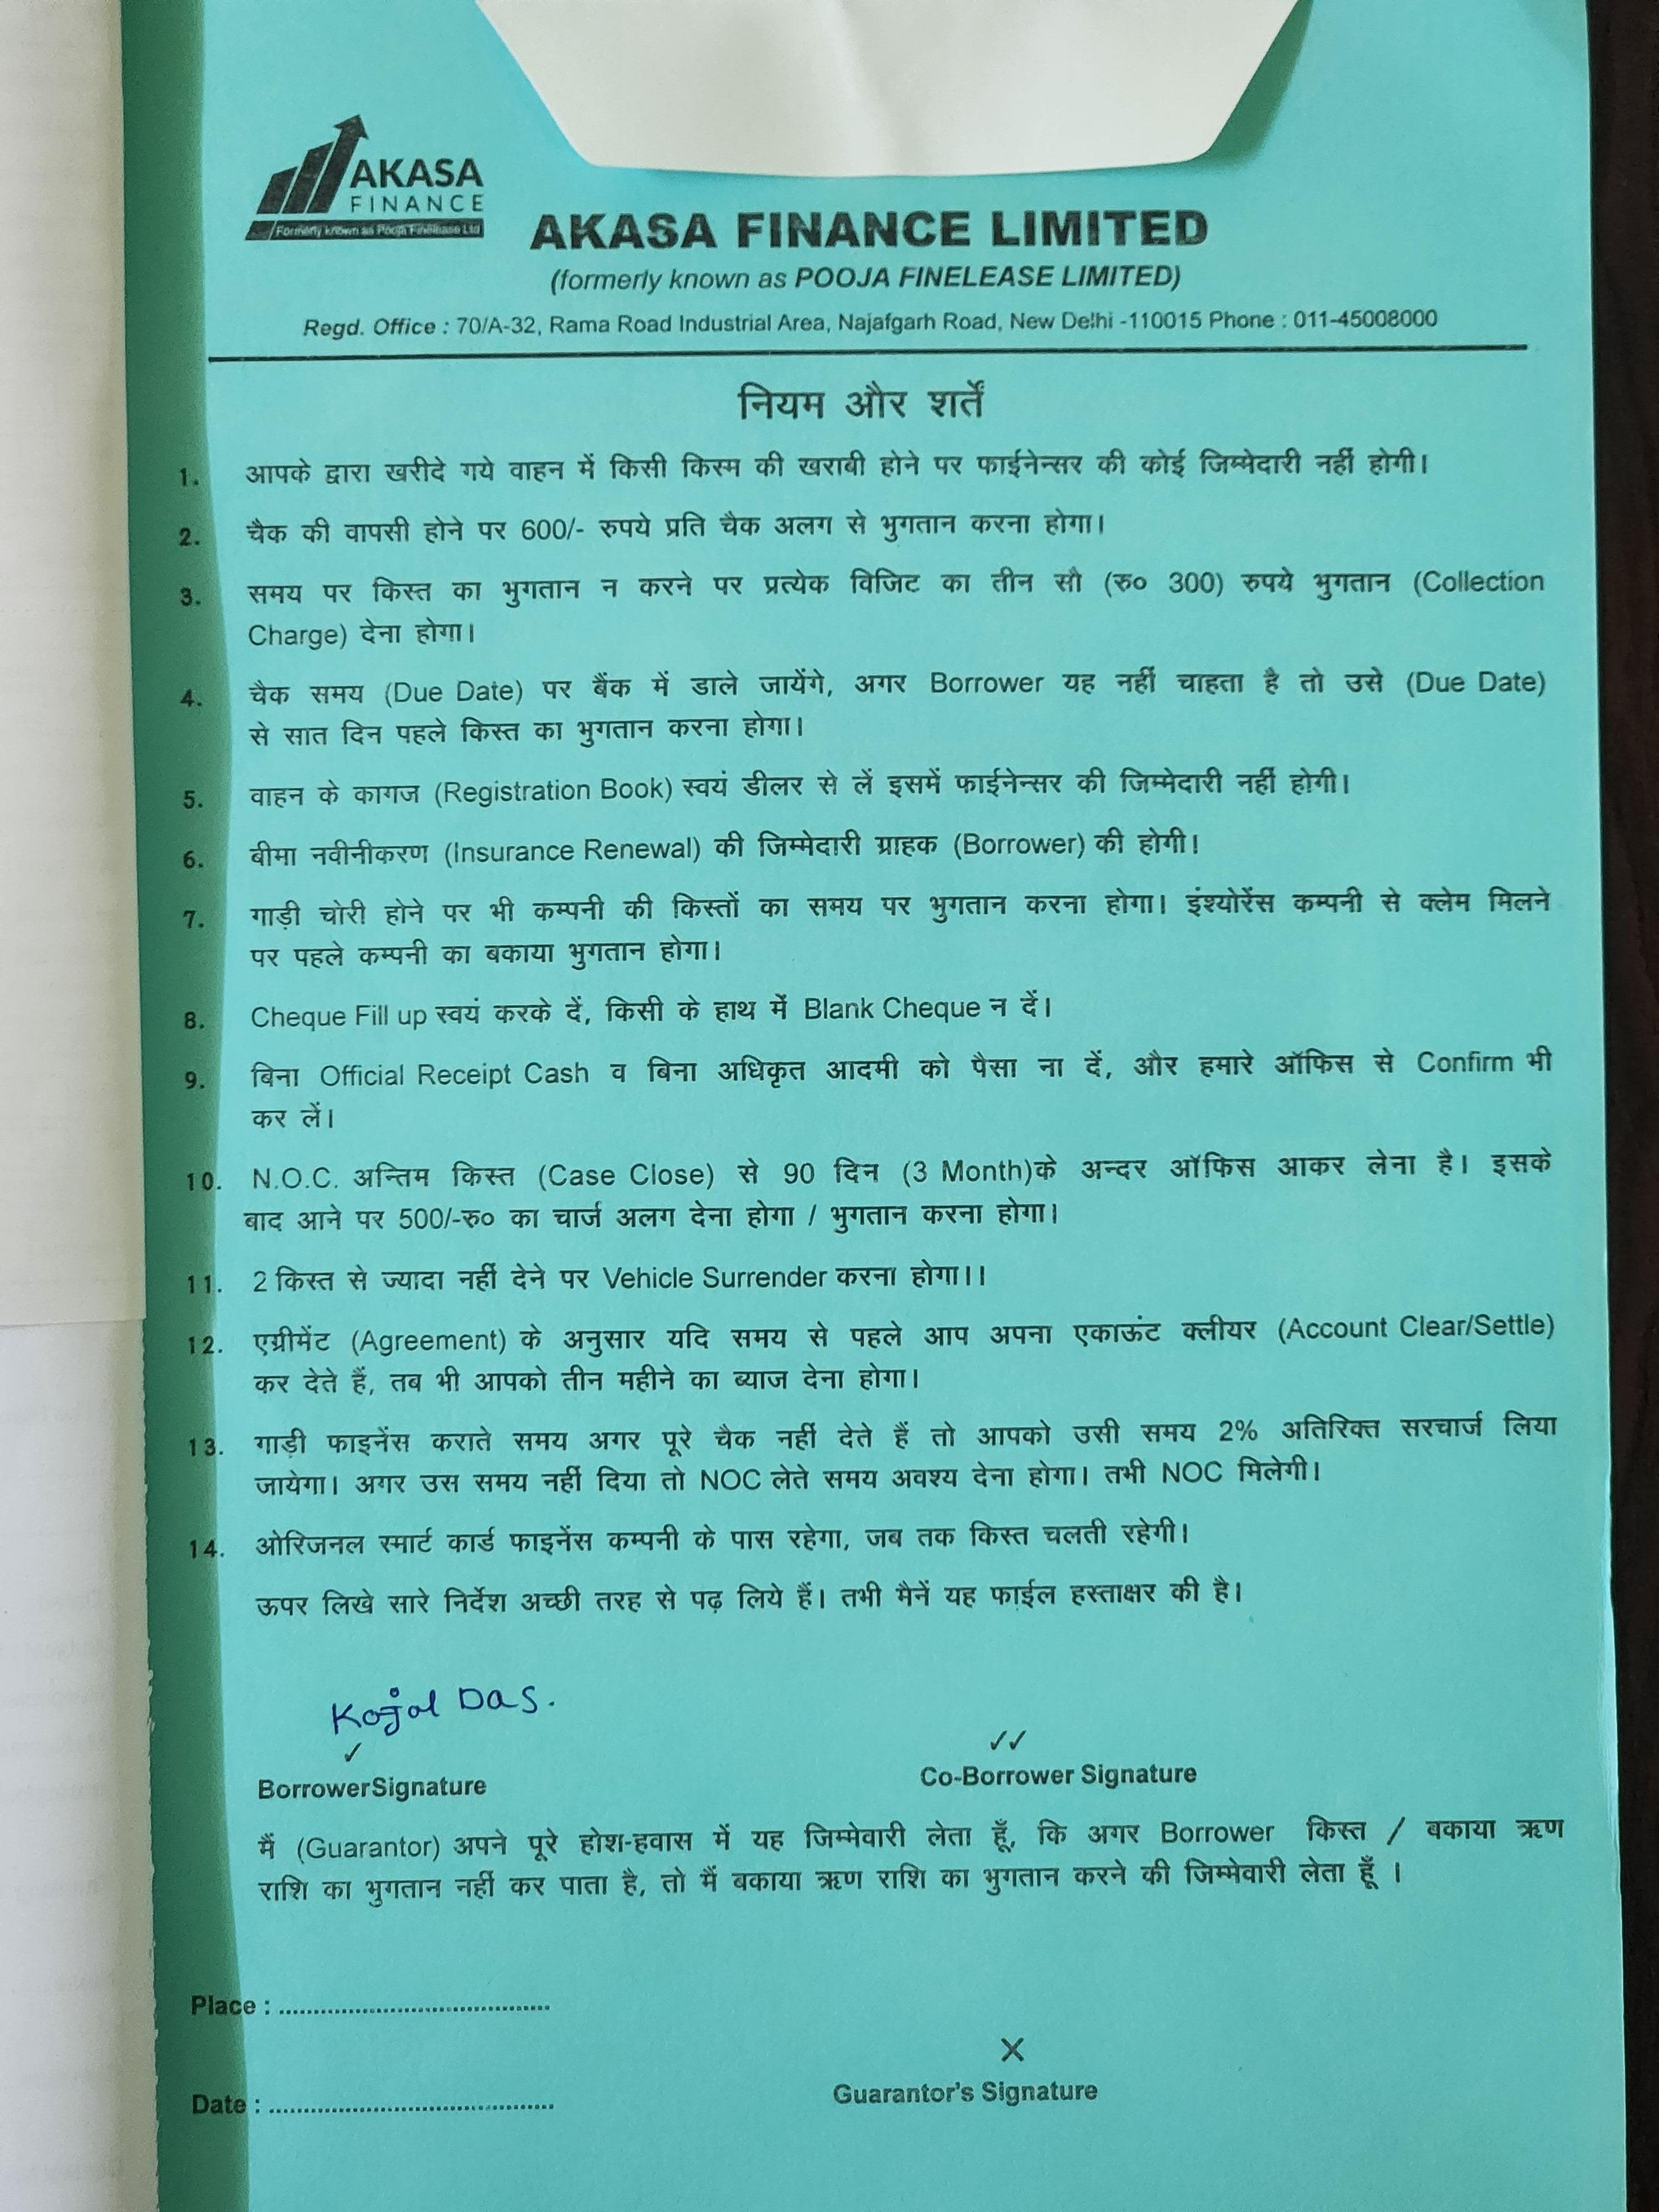 AKASA
FINANCE
Formerly known as Pooja Finelease Ltd
AKASA FINANCE LIMITED
(formerly known as POOJA FINELEASE LIMITED)
Regd. Office : 70/A-32, Rama Road Industrial Area, Najafgarh Road, New Delhi -110015 Phone : 011-45008000
नियम और शर्तें
1. आपके द्वारा खरीदे गये वाहन में किसी किस्म की खराबी होने पर फाईनेन्सर की कोई जिम्मेदारी नहीं होगी।
2. चैक की वापसी होने पर 600/- रुपये प्रति चैक अलग से भुगतान करना होगा।
3. समय पर किस्त का भुगतान न करने पर प्रत्येक विजिट का तीन सौ (रु० 300) रुपये भुगतान (Collection
Charge) देना होगा।
4. चैक समय (Due Date) पर बैंक में डाले जायेंगे, अगर Borrower यह नहीं चाहता है तो उसे (Due Date)
से सात दिन पहले किस्त का भुगतान करना होगा।
5. वाहन के कागज (Registration Book) स्वयं डीलर से लें इसमें फाईनेन्सर की जिम्मेदारी नहीं होगी।
6. बीमा नवीनीकरण (Insurance Renewal) की जिम्मेदारी ग्राहक (Borrower) की होगी।
7. गाड़ी चोरी होने पर भी कम्पनी की किस्तों का समय पर भुगतान करना होगा। इंश्योरेंस कम्पनी से क्लेम मिलने
पर पहले कम्पनी का बकाया भुगतान होगा।
8. Cheque Fill up स्वयं करके दें, किसी के हाथ में Blank Cheque न दें।
9. बिना Official Receipt Cash व बिना अधिकृत आदमी को पैसा ना दें, और हमारे ऑफिस से Confirm भी
कर लें।
10. N.O.C. अन्तिम किस्त (Case Close) से 90 दिन (3 Month)के अन्दर ऑफिस आकर लेना है। इसके
बाद आने पर 500/-रु० का चार्ज अलग देना होगा / भुगतान करना होगा।
11. 2 किस्त से ज्यादा नहीं देने पर Vehicle Surrender करना होगा।।
12. एग्रीमेंट (Agreement) के अनुसार यदि समय से पहले आप अपना एकाऊंट क्लीयर (Account Clear/Settle)
कर देते हैं, तब भी आपको तीन महीने का ब्याज देना होगा।
13. गाड़ी फाइनेंस कराते समय अगर पूरे चैक नहीं देते हैं तो आपको उसी समय 2% अतिरिक्त सरचार्ज लिया
जायेगा। अगर उस समय नहीं दिया तो NOC लेते समय अवश्य देना होगा। तभी NOC मिलेगी।
14. ओरिजनल स्मार्ट कार्ड फाइनेंस कम्पनी के पास रहेगा, जब तक किस्त चलती रहेगी।
ऊपर लिखे सारे निर्देश अच्छी तरह से पढ़ लिये हैं। तभी मैनें यह फाईल हस्ताक्षर की है।
Kojol Das.
✓ ✓✓
BorrowerSignature Co-Borrower Signature
मैं (Guarantor) अपने पूरे होश-हवास में यह जिम्मेवारी लेता हूँ, कि अगर Borrower किस्त / बकाया ऋण
राशि का भुगतान नहीं कर पाता है, तो मैं बकाया ऋण राशि का भुगतान करने की जिम्मेवारी लेता हूँ ।
Place : ........................................
X
Guarantor's Signature
Date : ..........................................